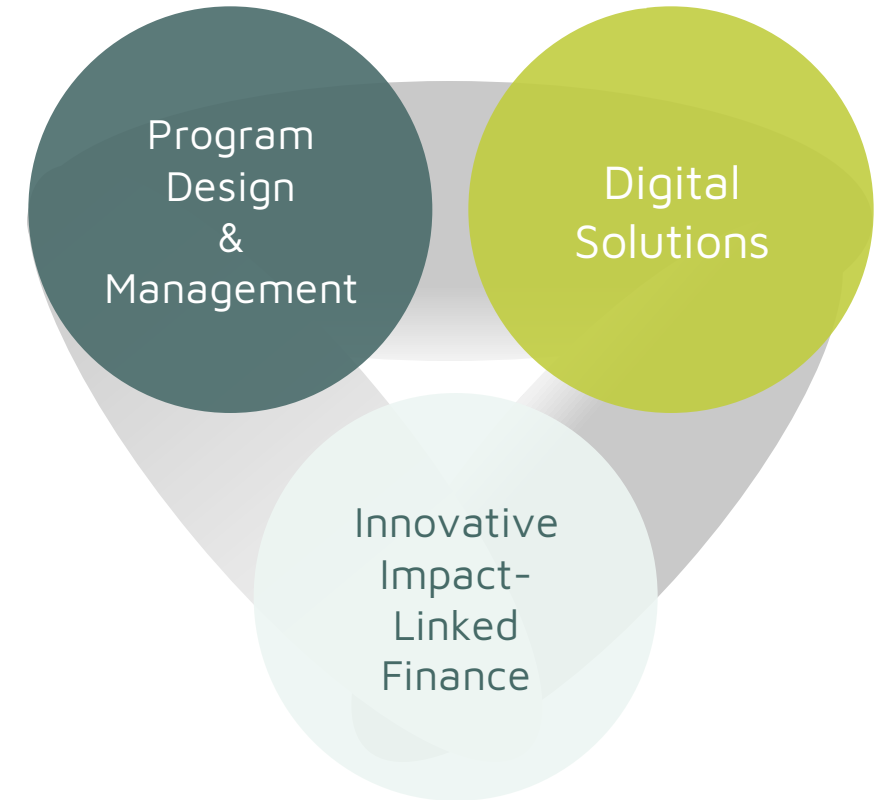 Program
Design
&
Management
Digital
Solutions
Innovative
Impact-
Linked
Finance